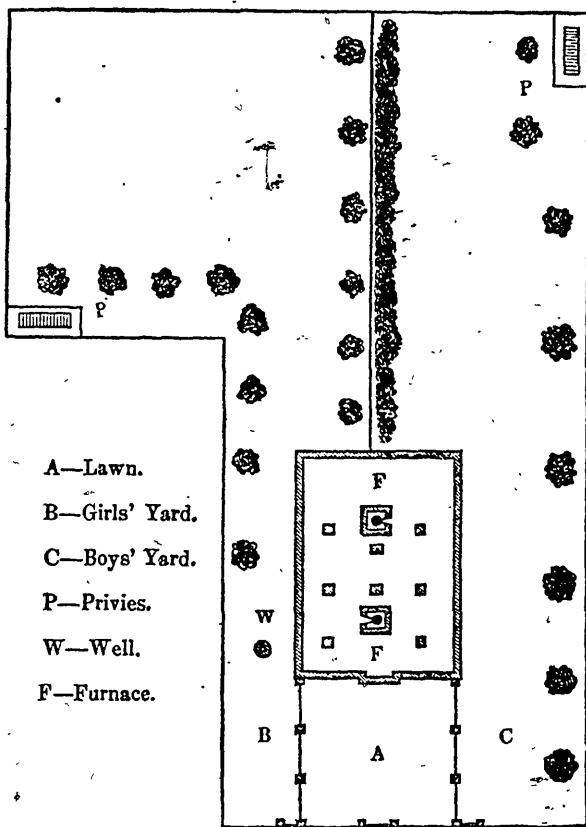 P
P
A—Lawn.
B—Girls' Yard.
C—Boys' Yard.
P—Privies.
W—Well.
F—Furnace.
F
W
F
B
A
C